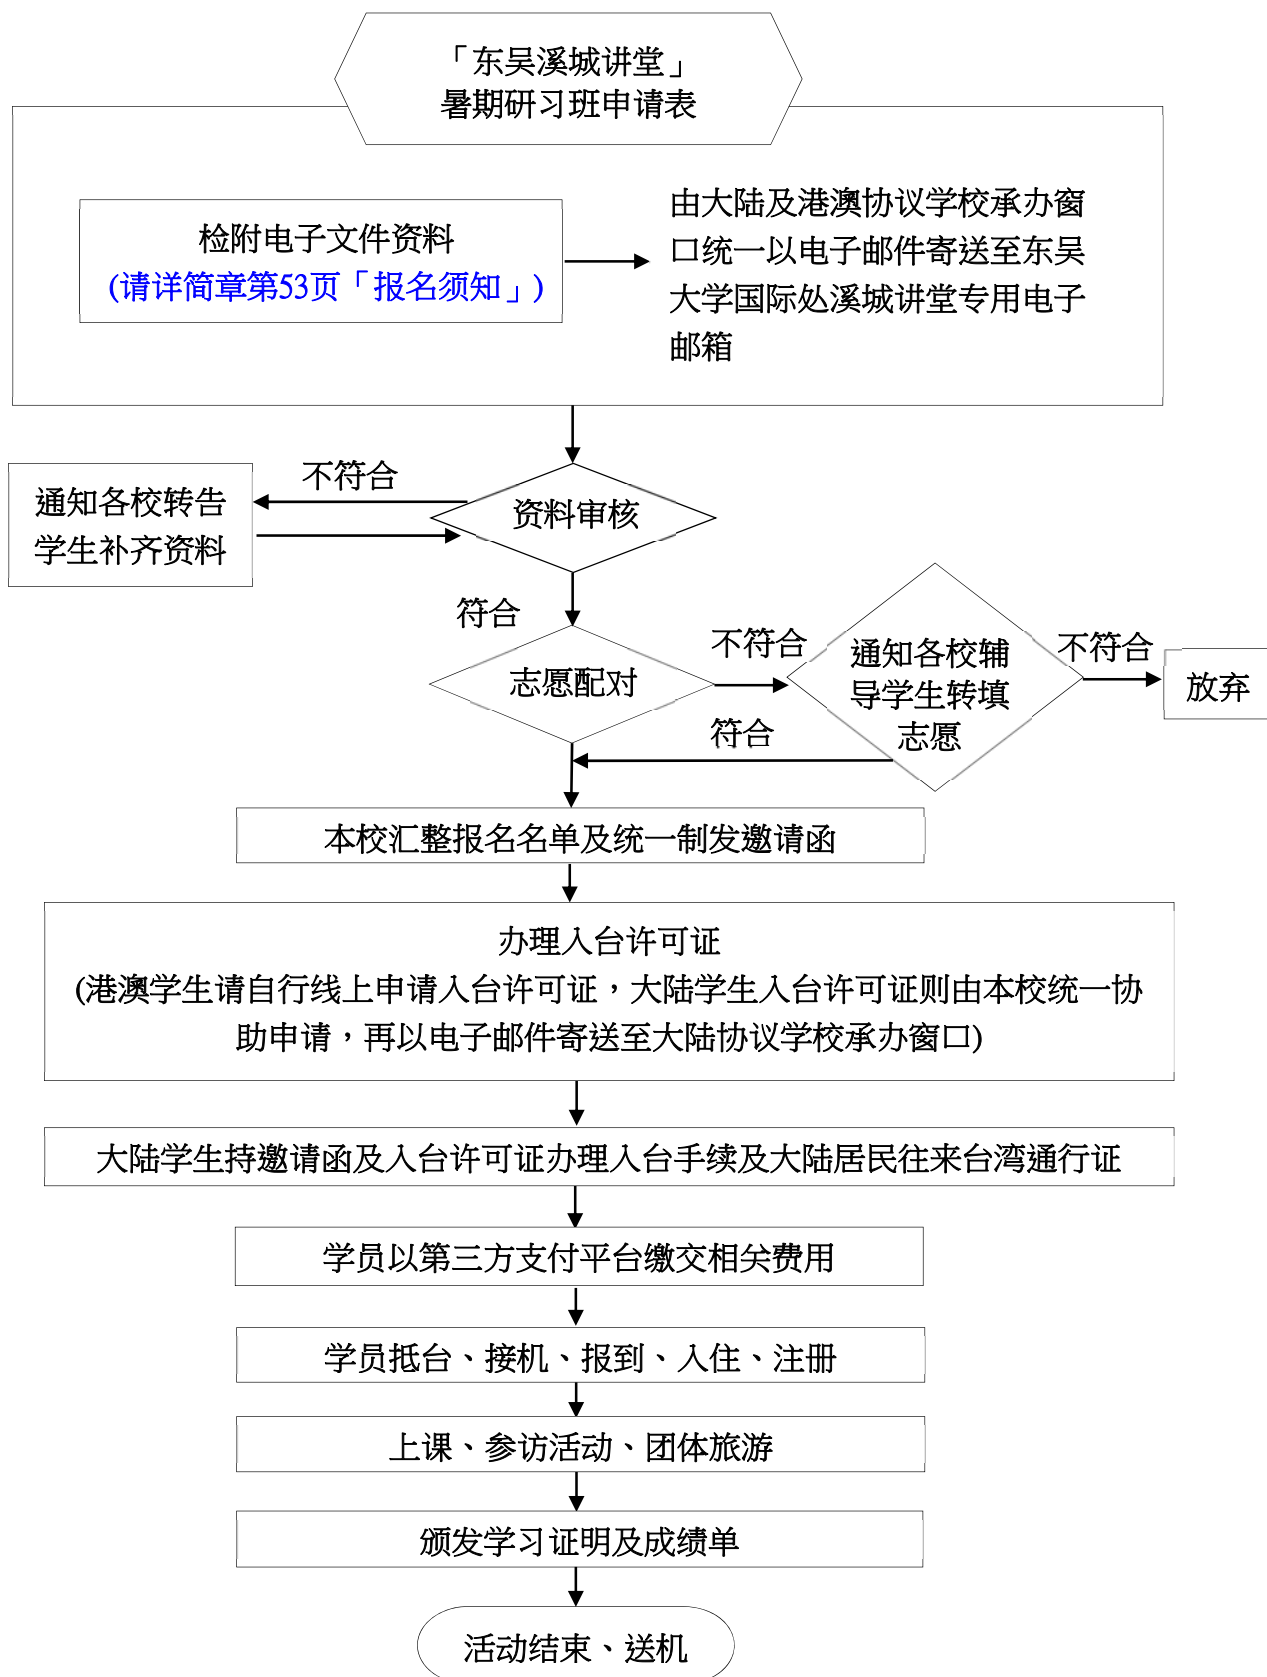 「东吴溪城讲堂」
暑期研习班申请表
检附电子文件资料
(请详简章第53页「报名须知」)
由大陆及港澳协议学校承办窗
口统一以电子邮件寄送至东吴
大学国际处溪城讲堂专用电子
邮箱
不符合
通知各校转告
学生补齐资料
资料审核
符合
志愿配对
不符合
通知各校辅
导学生转填
志愿
不符合
放弃
符合
本校汇整报名名单及统一制发邀请函
办理入台许可证
(港澳学生请自行线上申请入台许可证，大陆学生入台许可证则由本校统一协
助申请，再以电子邮件寄送至大陆协议学校承办窗口)
大陆学生持邀请函及入台许可证办理入台手续及大陆居民往来台湾通行证
学员以第三方支付平台缴交相关费用
学员抵台、接机、报到、入住、注册
上课、参访活动、团体旅游
颁发学习证明及成绩单
活动结束、送机